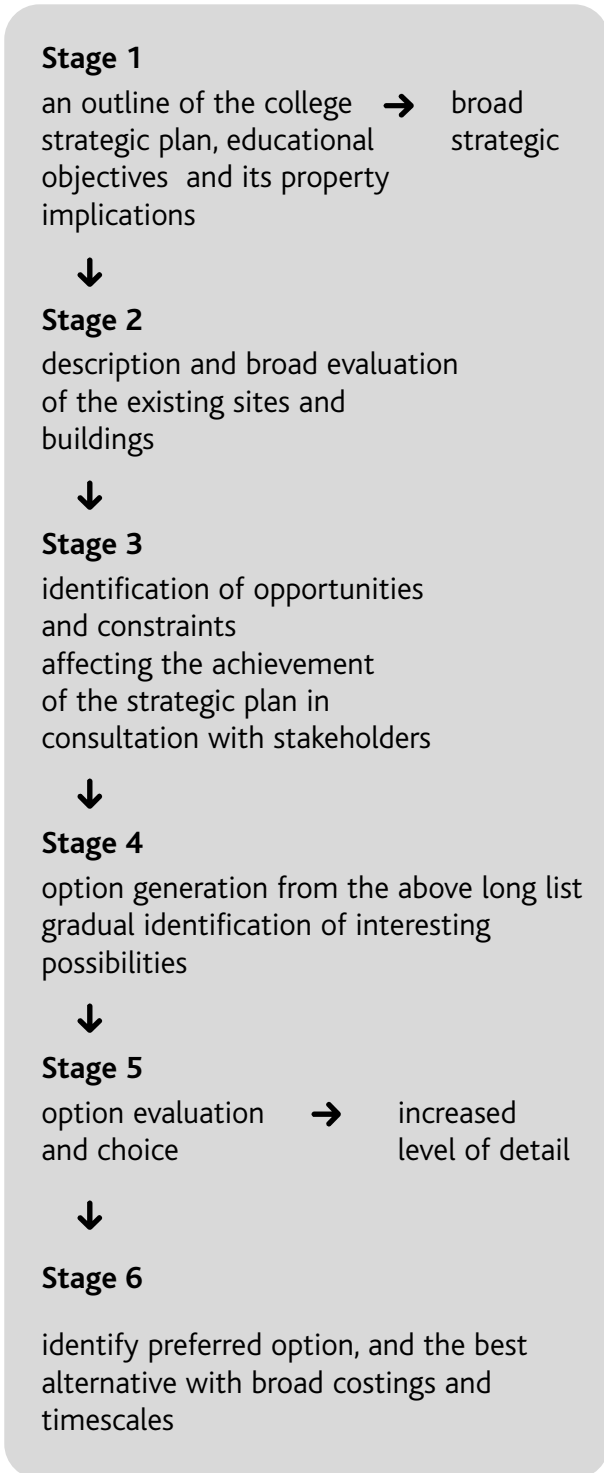 Stage 1
an outline of the college → broad
strategic plan, educational strategic
objectives and its property
implications
↓
Stage 2
description and broad evaluation
of the existing sites and
buildings
↓
Stage 3
identification of opportunities
and constraints
affecting the achievement
of the strategic plan in
consultation with stakeholders
↓
Stage 4
option generation from the above long list
gradual identification of interesting
possibilities
↓
Stage 5
option evaluation → increased
and choice level of detail
↓
Stage 6
identify preferred option, and the best
alternative with broad costings and
timescales